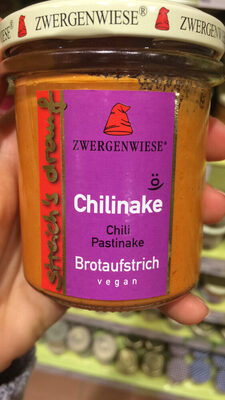 ZWERGENWIESE®
ZWERGENWIESE®
streich's drauf
ZWERGENWIESE®
Chilinake
Chili
Pastinake
Brotaufstrich
vegan